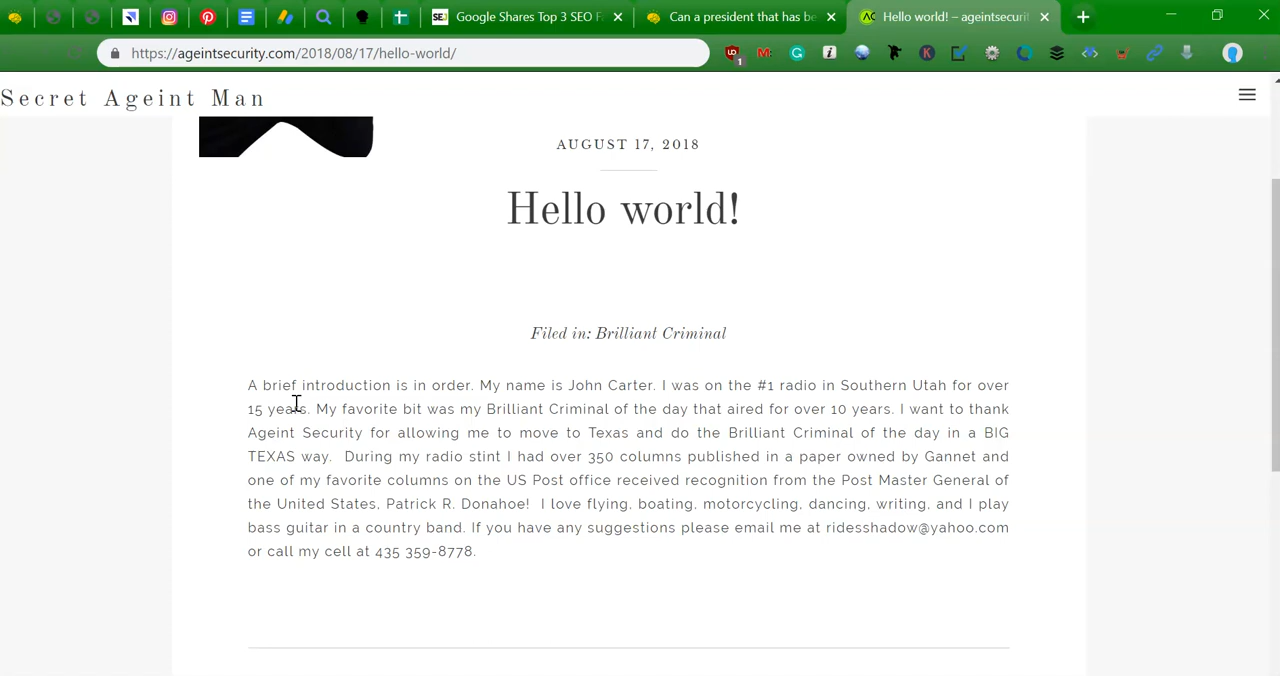 Google Shares Top 3 SEO F
Can a president that has be
Hello world! – ageintsecurit
https://ageintsecurity.com/2018/08/17/hello-world/
Secret Ageint Man
AUGUST 17, 2018
Hello world!
Filed in: Brilliant Criminal
A brief introduction is in order. My name is John Carter. I was on the #1 radio in Southern Utah for over
15 years. My favorite bit was my Brilliant Criminal of the day that aired for over 10 years. I want to thank
Ageint Security for allowing me to move to Texas and do the Brilliant Criminal of the day in a BIG
TEXAS way. During my radio stint I had over 350 columns published in a paper owned by Gannet and
one of my favorite columns on the US Post office received recognition from the Post Master General of
the United States, Patrick R. Donahoe! I love flying, boating, motorcycling, dancing, writing, and I play
bass guitar in a country band. If you have any suggestions please email me at ridesshadow@yahoo.com
or call my cell at 435 359-8778.